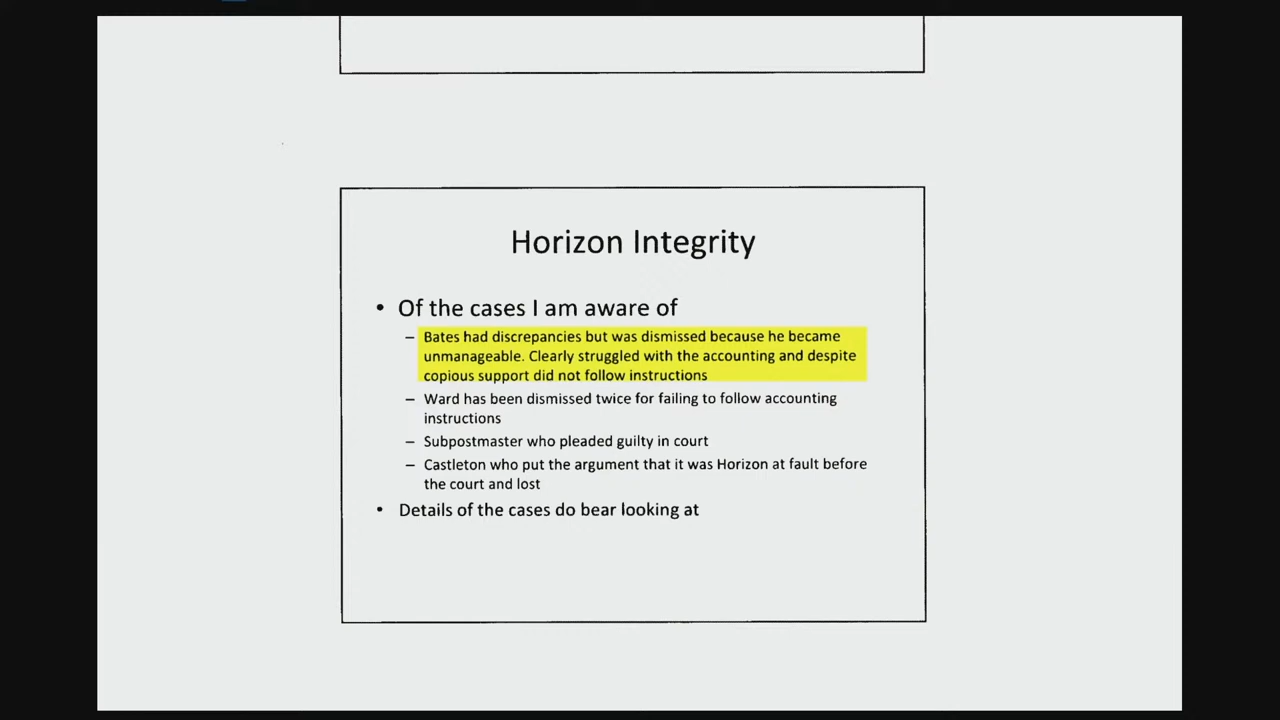 Horizon Integrity
• Of the cases I am aware of
– Bates had discrepancies but was dismissed because he became
unmanageable. Clearly struggled with the accounting and despite
copious support did not follow instructions
– Ward has been dismissed twice for failing to follow accounting
instructions
– Subpostmaster who pleaded guilty in court
– Castleton who put the argument that it was Horizon at fault before
the court and lost
• Details of the cases do bear looking at